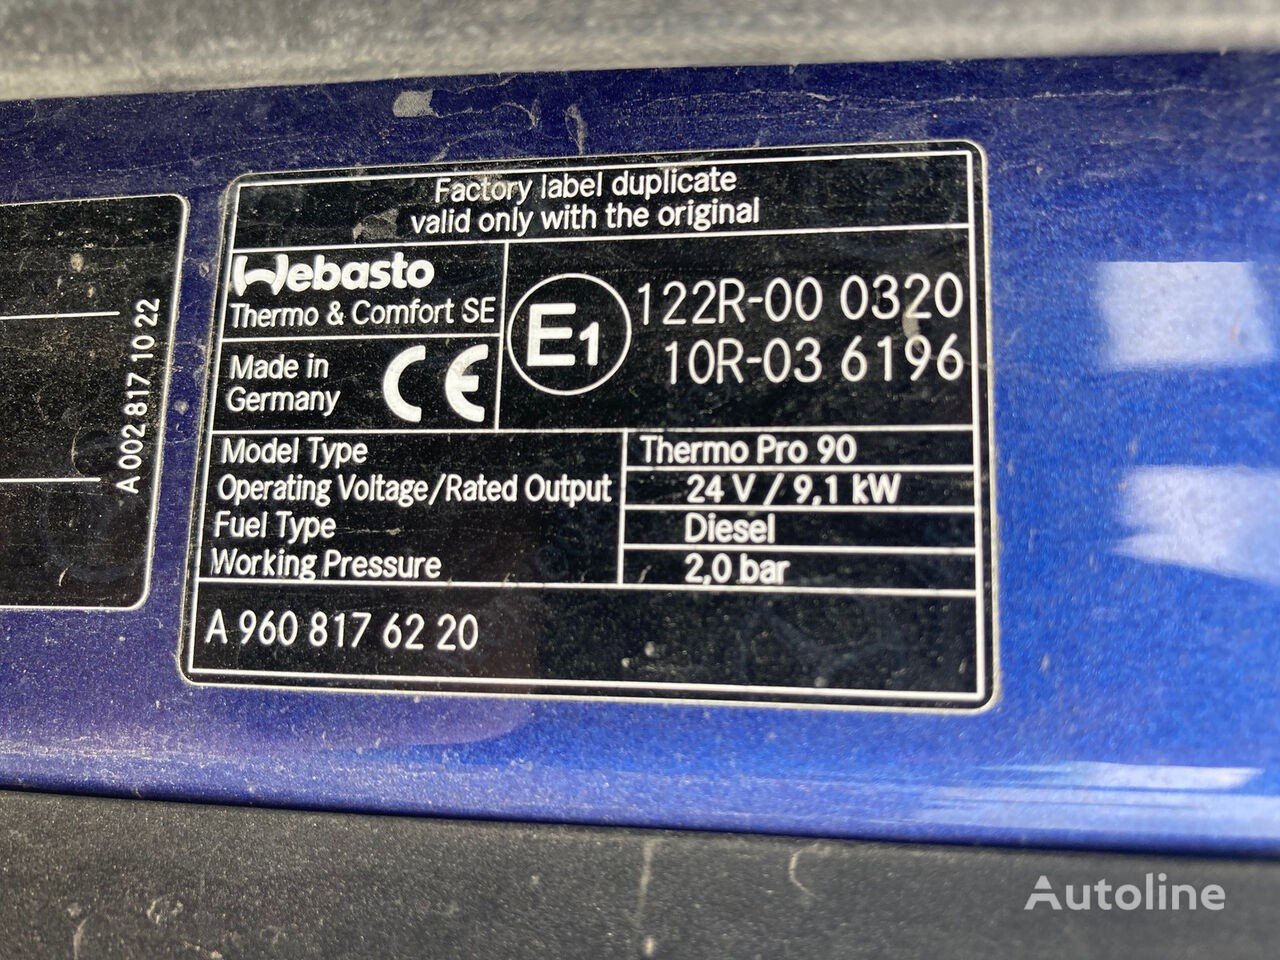 A 002 817 10 22
Factory label duplicate
valid only with the original
Webasto
Thermo & Comfort SE
Made in
Germany
CE
E1
122R-00 0320
10R-03 6196
Model Type Thermo Pro 90
Operating Voltage/Rated Output 24 V / 9,1 kW
Fuel Type Diesel
Working Pressure 2,0 bar
A 960 817 62 20
Autoline